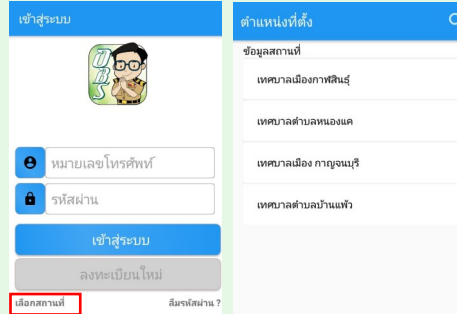 เข้าสู่ระบบ
OBS
หมายเลขโทรศัพท์
รหัสผ่าน
เข้าสู่ระบบ
ลงทะเบียนใหม่
เลือกสถานที่
ลืมรหัสผ่าน ?
ตำแหน่งที่ตั้ง
ข้อมูลสถานที่
เทศบาลเมืองกาฬสินธุ์
เทศบาลตำบลหนองแค
เทศบาลเมือง กาญจนบุรี
เทศบาลตำบลบ้านแพ้ว